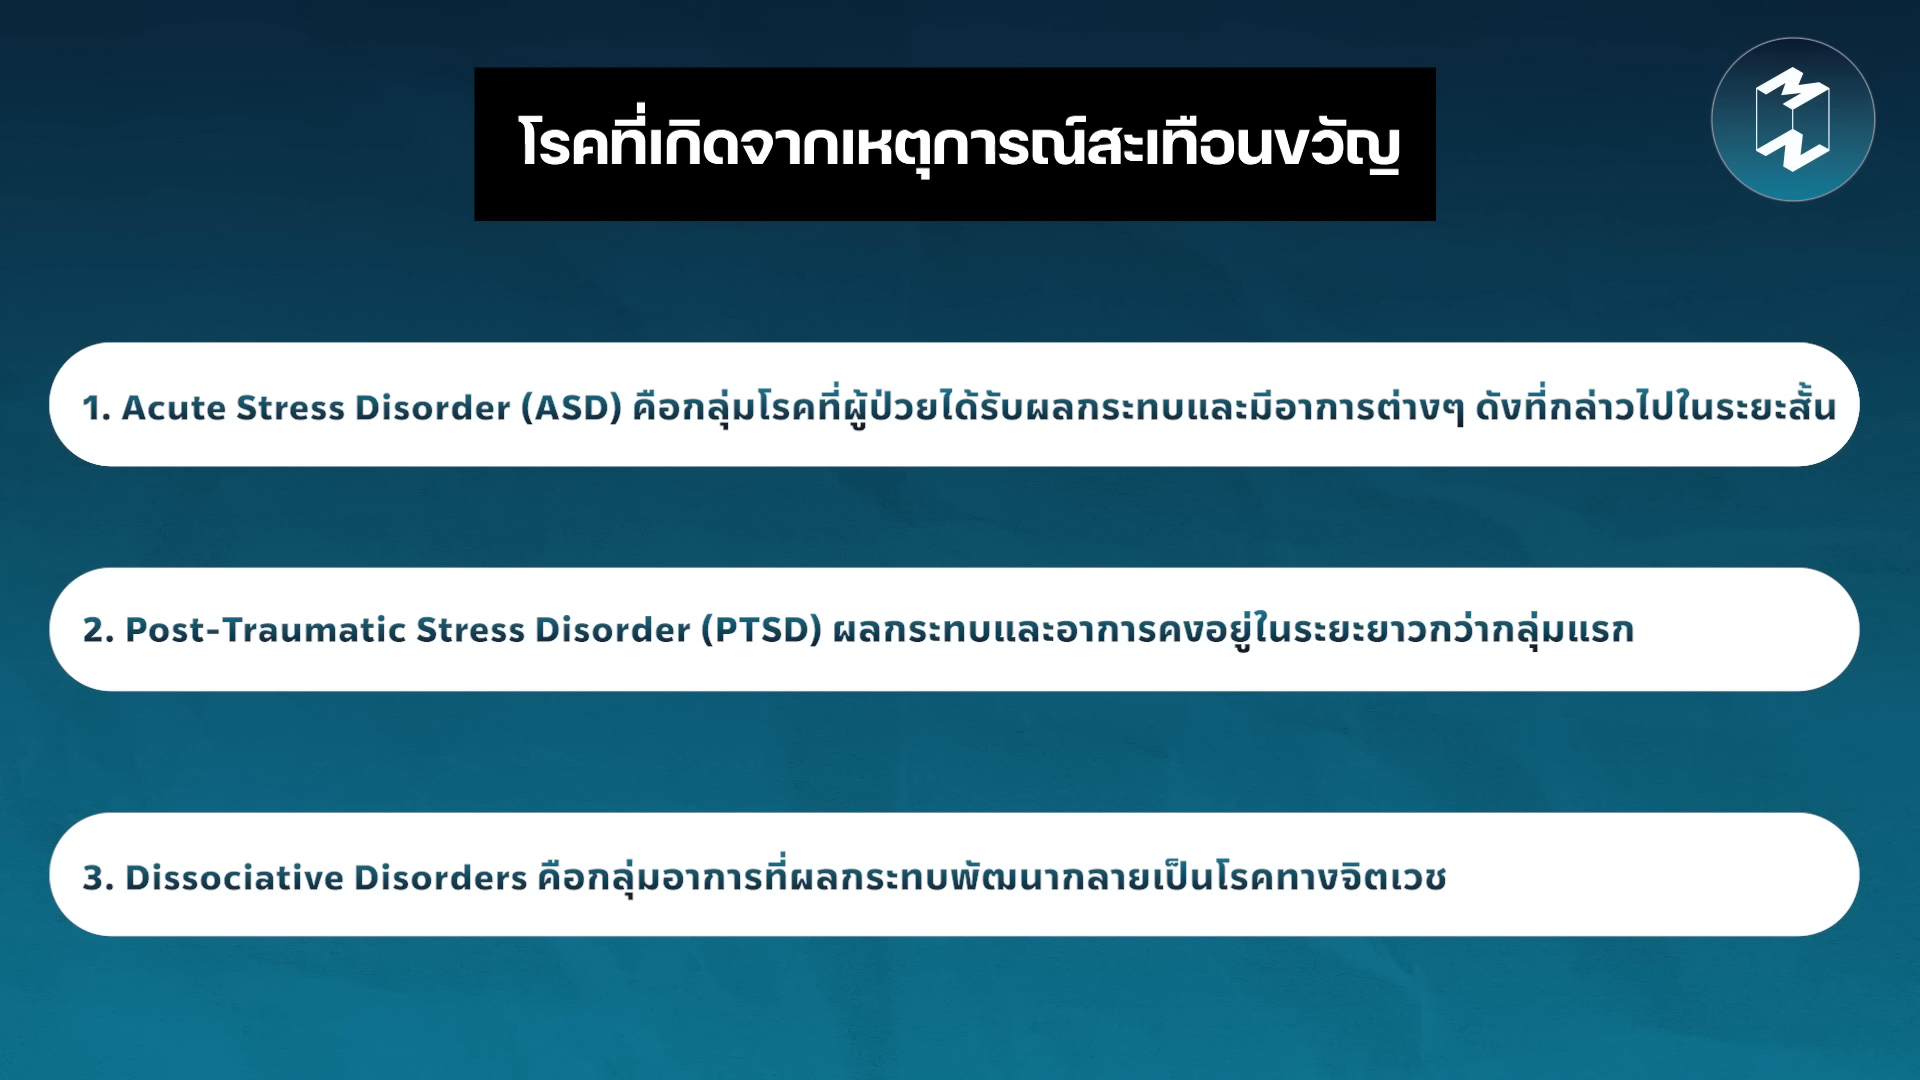 โรคที่เกิดจากเหตุการณ์สะเทือนขวัญ
1. Acute Stress Disorder (ASD) คือกลุ่มโรคที่ผู้ป่วยได้รับผลกระทบและมีอาการต่างๆ ดังที่กล่าวไปในระยะสั้น
2. Post-Traumatic Stress Disorder (PTSD) ผลกระทบและอาการคงอยู่ในระยะยาวกว่ากลุ่มแรก
3. Dissociative Disorders คือกลุ่มอาการที่ผลกระทบพัฒนากลายเป็นโรคทางจิตเวช